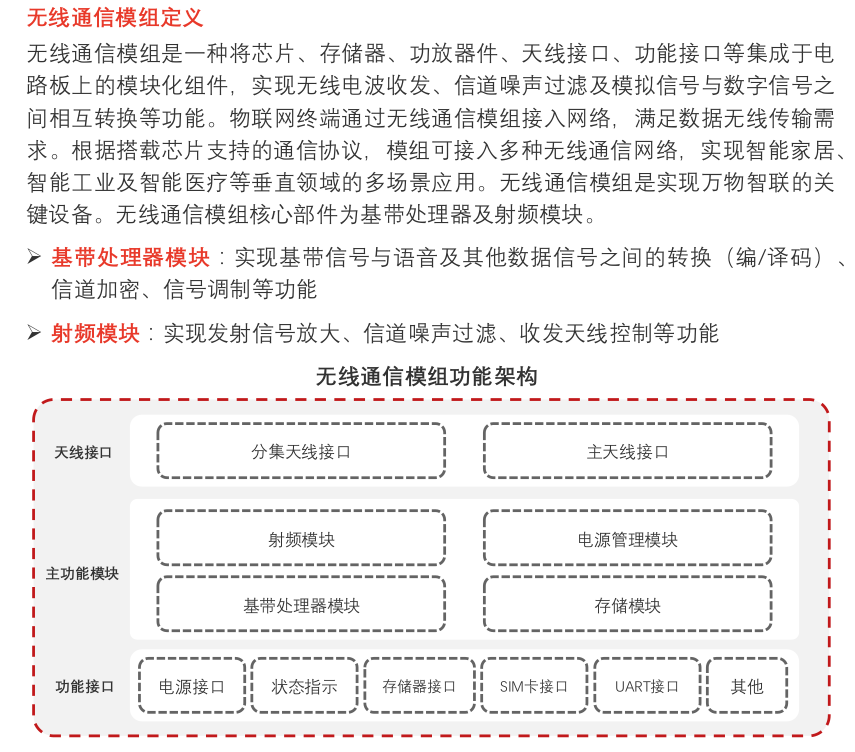 无线通信模组定义
无线通信模组是一种将芯片、存储器、功放器件、天线接口、功能接口等集成于电
路板上的模块化组件，实现无线电波收发、信道噪声过滤及模拟信号与数字信号之
间相互转换等功能。物联网终端通过无线通信模组接入网络，满足数据无线传输需
求。根据搭载芯片支持的通信协议，模组可接入多种无线通信网络，实现智能家居、
智能工业及智能医疗等垂直领域的多场景应用。无线通信模组是实现万物智联的关
键设备。无线通信模组核心部件为基带处理器及射频模块。
➢ 基带处理器模块：实现基带信号与语音及其他数据信号之间的转换（编/译码）、
信道加密、信号调制等功能
➢ 射频模块：实现发射信号放大、信道噪声过滤、收发天线控制等功能
无线通信模组功能架构
天线接口 分集天线接口 主天线接口
射频模块 电源管理模块
主功能模块
基带处理器模块 存储模块
功能接口 电源接口 状态指示 存储器接口 SIM卡接口 UART接口 其他